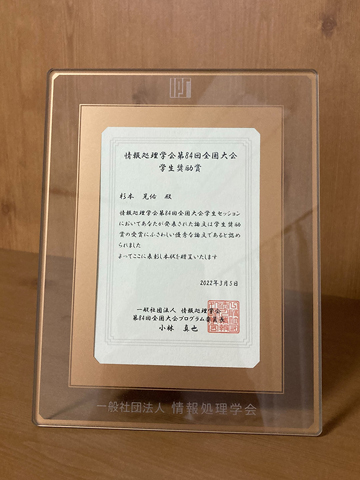 情報処理学会第84回全国大会
学生奨励賞
杉本 晃佑 殿
情報処理学会第84回全国大会学生セッション
においてあなたが発表された論文は学生奨励
賞の受賞にふさわしい優秀な論文であると認め
られました
よってここに表彰し本状を贈呈いたします
2022年3月3日
一般社団法人 情報処理学会
第84回全国大会プログラム委員長
小林 真也
一般社団法人 情報処理学会